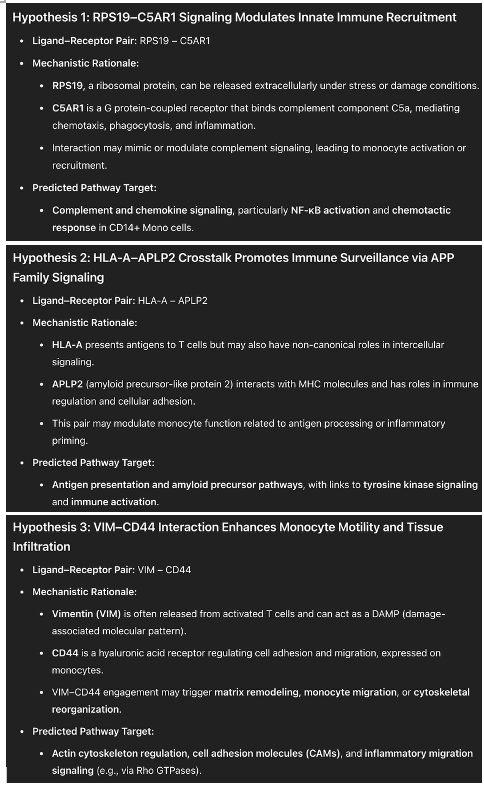 Hypothesis 1: RPS19–C5AR1 Signaling Modulates Innate Immune Recruitment
• Ligand–Receptor Pair: RPS19 – C5AR1
• Mechanistic Rationale:
• RPS19, a ribosomal protein, can be released extracellularly under stress or damage conditions.
• C5AR1 is a G protein-coupled receptor that binds complement component C5a, mediating
chemotaxis, phagocytosis, and inflammation.
• Interaction may mimic or modulate complement signaling, leading to monocyte activation or
recruitment.
• Predicted Pathway Target:
• Complement and chemokine signaling, particularly NF-κB activation and chemotactic
response in CD14+ Mono cells.
Hypothesis 2: HLA-A–APLP2 Crosstalk Promotes Immune Surveillance via APP
Family Signaling
• Ligand–Receptor Pair: HLA-A – APLP2
• Mechanistic Rationale:
• HLA-A presents antigens to T cells but may also have non-canonical roles in intercellular
signaling.
• APLP2 (amyloid precursor-like protein 2) interacts with MHC molecules and has roles in immune
regulation and cellular adhesion.
• This pair may modulate monocyte function related to antigen processing or inflammatory
priming.
• Predicted Pathway Target:
• Antigen presentation and amyloid precursor pathways, with links to tyrosine kinase signaling
and immune activation.
Hypothesis 3: VIM–CD44 Interaction Enhances Monocyte Motility and Tissue
Infiltration
• Ligand–Receptor Pair: VIM – CD44
• Mechanistic Rationale:
• Vimentin (VIM) is often released from activated T cells and can act as a DAMP (damage-
associated molecular pattern).
• CD44 is a hyaluronic acid receptor regulating cell adhesion and migration, expressed on
monocytes.
• VIM–CD44 engagement may trigger matrix remodeling, monocyte migration, or cytoskeletal
reorganization.
• Predicted Pathway Target:
• Actin cytoskeleton regulation, cell adhesion molecules (CAMs), and inflammatory migration
signaling (e.g., via Rho GTPases).